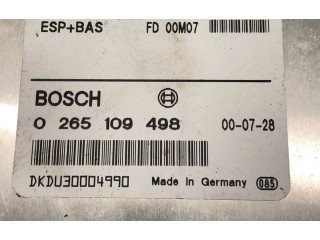 ESP+BAS FD 00M07
BOSCH
0 265 109 498 00-07-28
DKDU30004990 Made in Germany 085